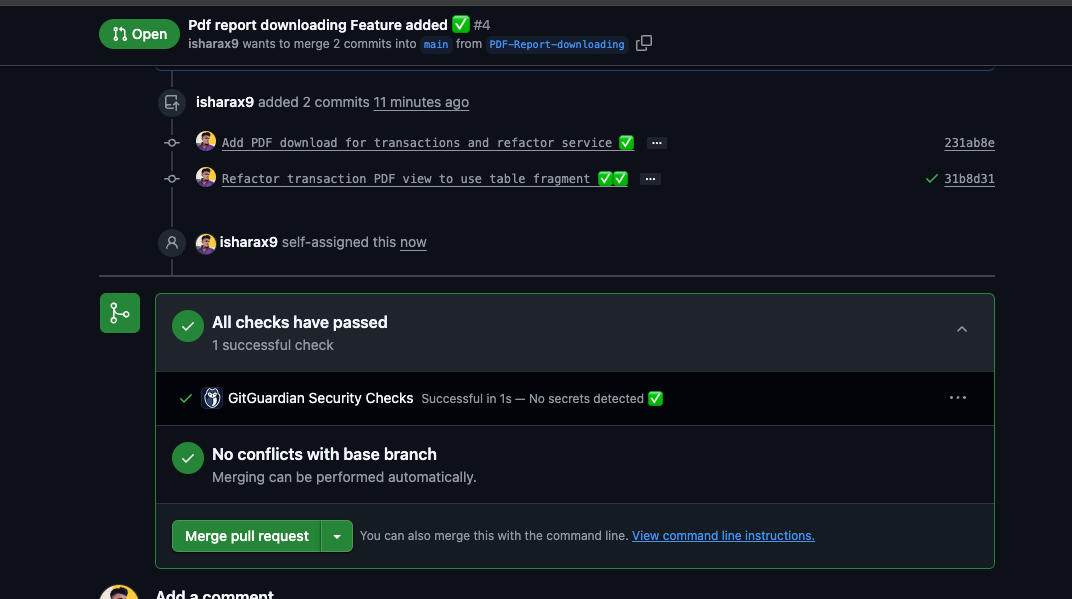 Open
Pdf report downloading Feature added ✅ #4
isharax9 wants to merge 2 commits into main from PDF-Report-downloading
isharax9 added 2 commits 11 minutes ago
Add PDF download for transactions and refactor service ✅ ... 231ab8e
Refactor transaction PDF view to use table fragment ✅✅ ... 31b8d31
isharax9 self-assigned this now
All checks have passed
1 successful check
GitGuardian Security Checks Successful in 1s — No secrets detected ✅ ...
No conflicts with base branch
Merging can be performed automatically.
Merge pull request You can also merge this with the command line. View command line instructions.
Add a comment